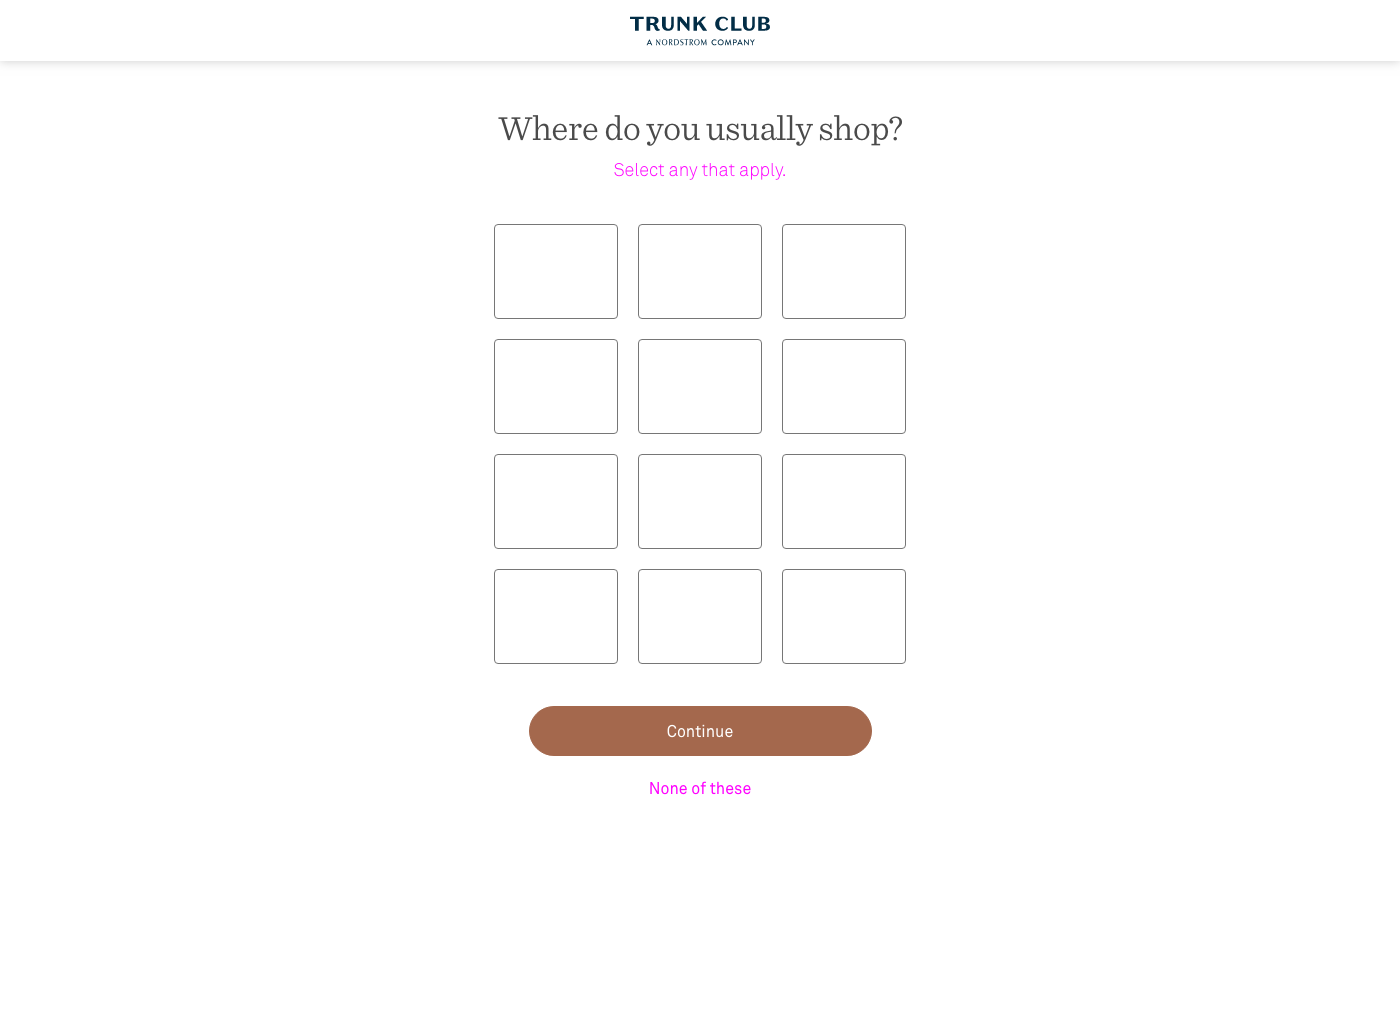 TRUNK CLUB
A NORDSTROM COMPANY
Where do you usually shop?
Select any that apply.
Continue
None of these